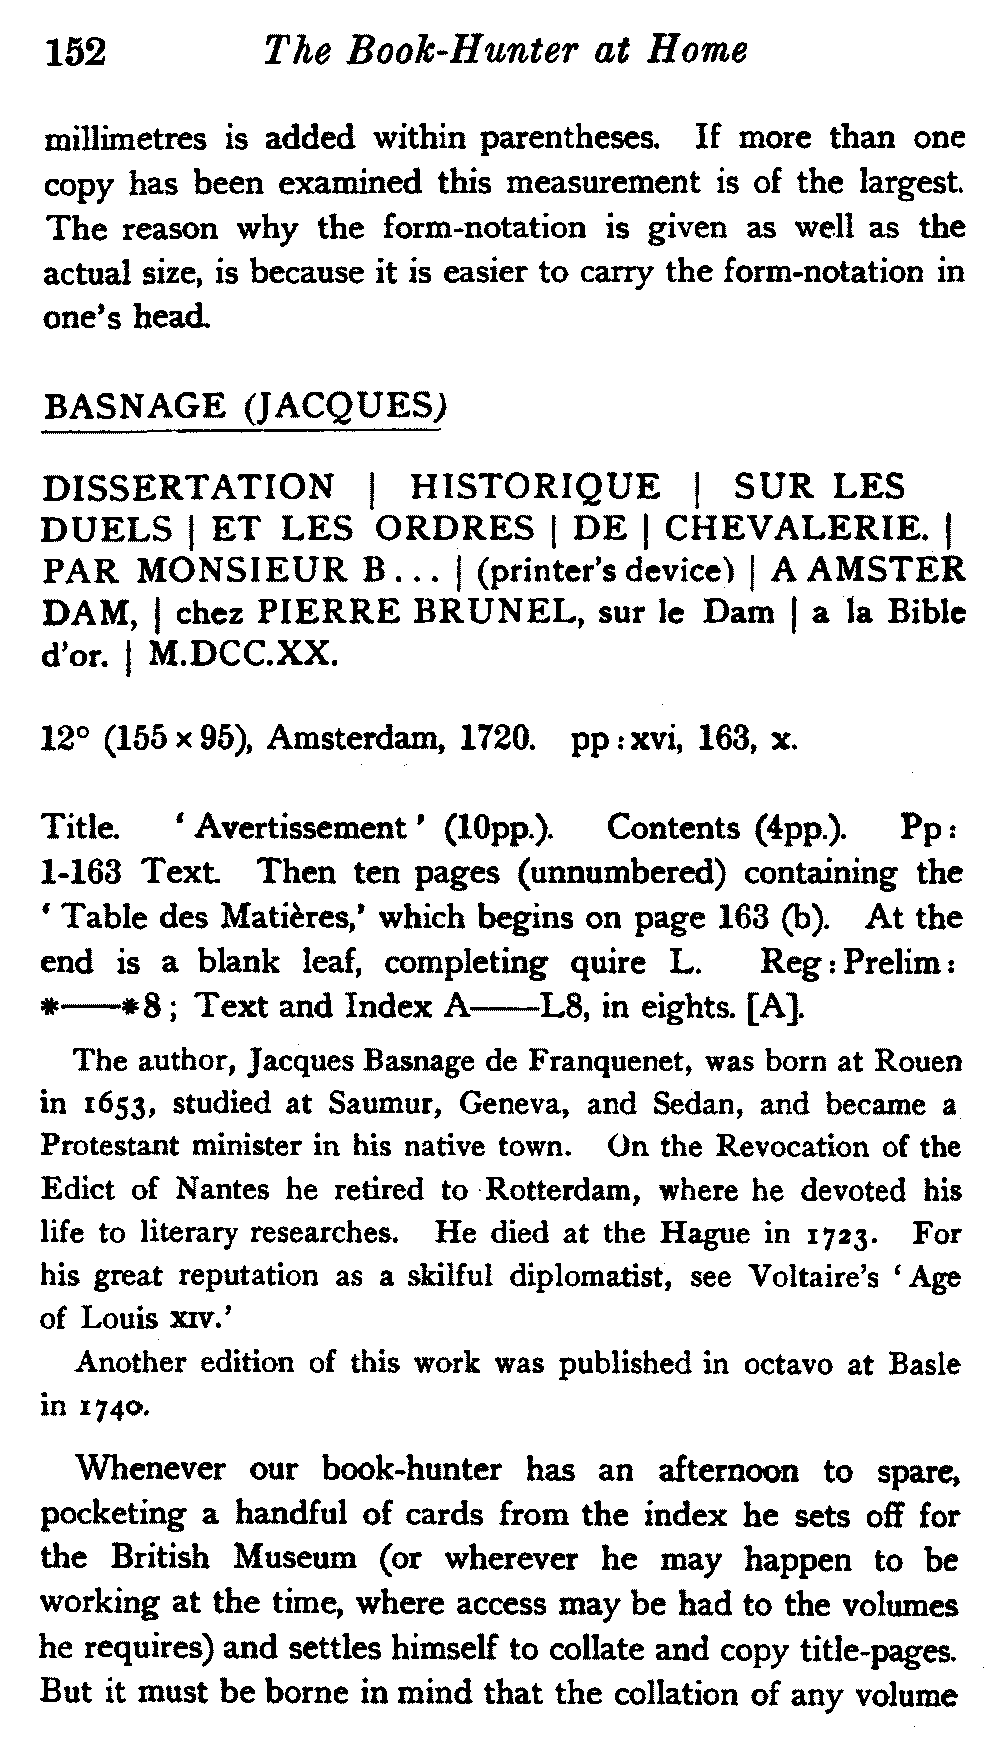 152 The Book-Hunter at Home
millimetres is added within parentheses. If more than one
copy has been examined this measurement is of the largest.
The reason why the form-notation is given as well as the
actual size, is because it is easier to carry the form-notation in
one's head.
BASNAGE (JACQUES)
DISSERTATION | HISTORIQUE | SUR LES
DUELS | ET LES ORDRES | DE | CHEVALERIE. |
PAR MONSIEUR B... | (printer's device) | A AMSTER
DAM, | chez PIERRE BRUNEL, sur le Dam | a la Bible
d'or. | M.DCC.XX.
12° (155 × 95), Amsterdam, 1720. pp: xvi, 163, x.
Title. 'Avertissement' (10pp.). Contents (4pp.). Pp:
1-163 Text. Then ten pages (unnumbered) containing the
'Table des Matières,' which begins on page 163 (b). At the
end is a blank leaf, completing quire L. Reg: Prelim:
*——*8; Text and Index A——L8, in eights. [A].
The author, Jacques Basnage de Franquenet, was born at Rouen
in 1653, studied at Saumur, Geneva, and Sedan, and became a
Protestant minister in his native town. On the Revocation of the
Edict of Nantes he retired to Rotterdam, where he devoted his
life to literary researches. He died at the Hague in 1723. For
his great reputation as a skilful diplomatist, see Voltaire's 'Age
of Louis XIV.'
Another edition of this work was published in octavo at Basle
in 1740.
Whenever our book-hunter has an afternoon to spare,
pocketing a handful of cards from the index he sets off for
the British Museum (or wherever he may happen to be
working at the time, where access may be had to the volumes
he requires) and settles himself to collate and copy title-pages.
But it must be borne in mind that the collation of any volume